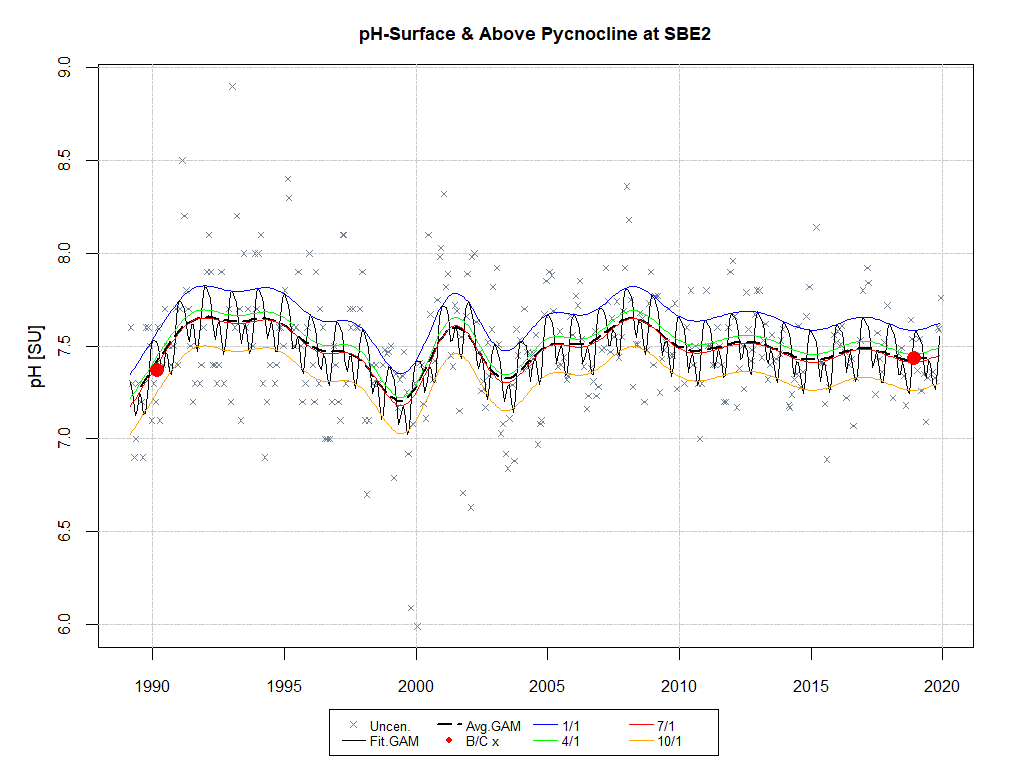 pH-Surface & Above Pycnocline at SBE2
pH [SU]
9.0
8.5
8.0
7.5
7.0
6.5
6.0
1990 1995 2000 2005 2010 2015 2020
Uncen. Avg.GAM 1/1 7/1
Fit.GAM B/C x 4/1 10/1